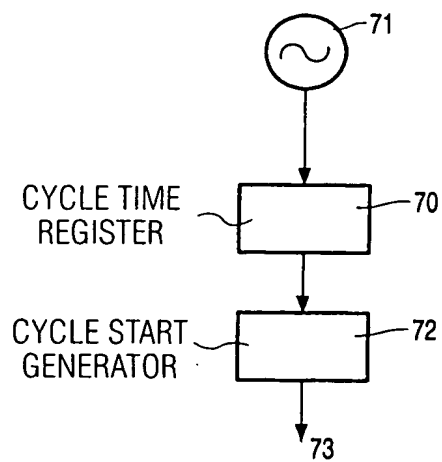 71
CYCLE TIME
REGISTER
70
CYCLE START
GENERATOR
72
73